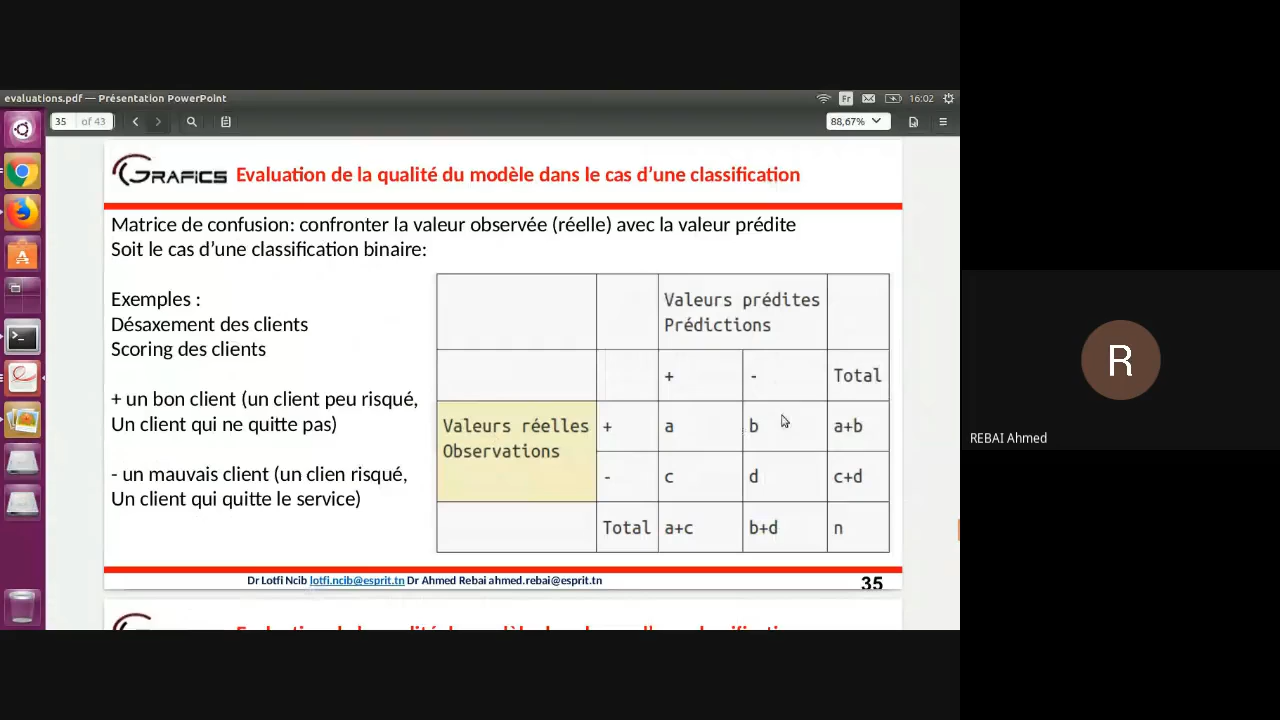 evaluations.pdf — Présentation PowerPoint
Fr
16:02
35 of 43
88,67%
GRAFICS Evaluation de la qualité du modèle dans le cas d'une classification
Matrice de confusion: confronter la valeur observée (réelle) avec la valeur prédite
Soit le cas d'une classification binaire:
Exemples :
Désaxement des clients
Scoring des clients
+ un bon client (un client peu risqué,
Un client qui ne quitte pas)
- un mauvais client (un clien risqué,
Un client qui quitte le service)
Valeurs prédites
Prédictions
+ - Total
Valeurs réelles
Observations
+ a b a+b
- c d c+d
Total a+c b+d n
Dr Lotfi Ncib lotfi.ncib@esprit.tn Dr Ahmed Rebai ahmed.rebai@esprit.tn
35
R
REBAI Ahmed